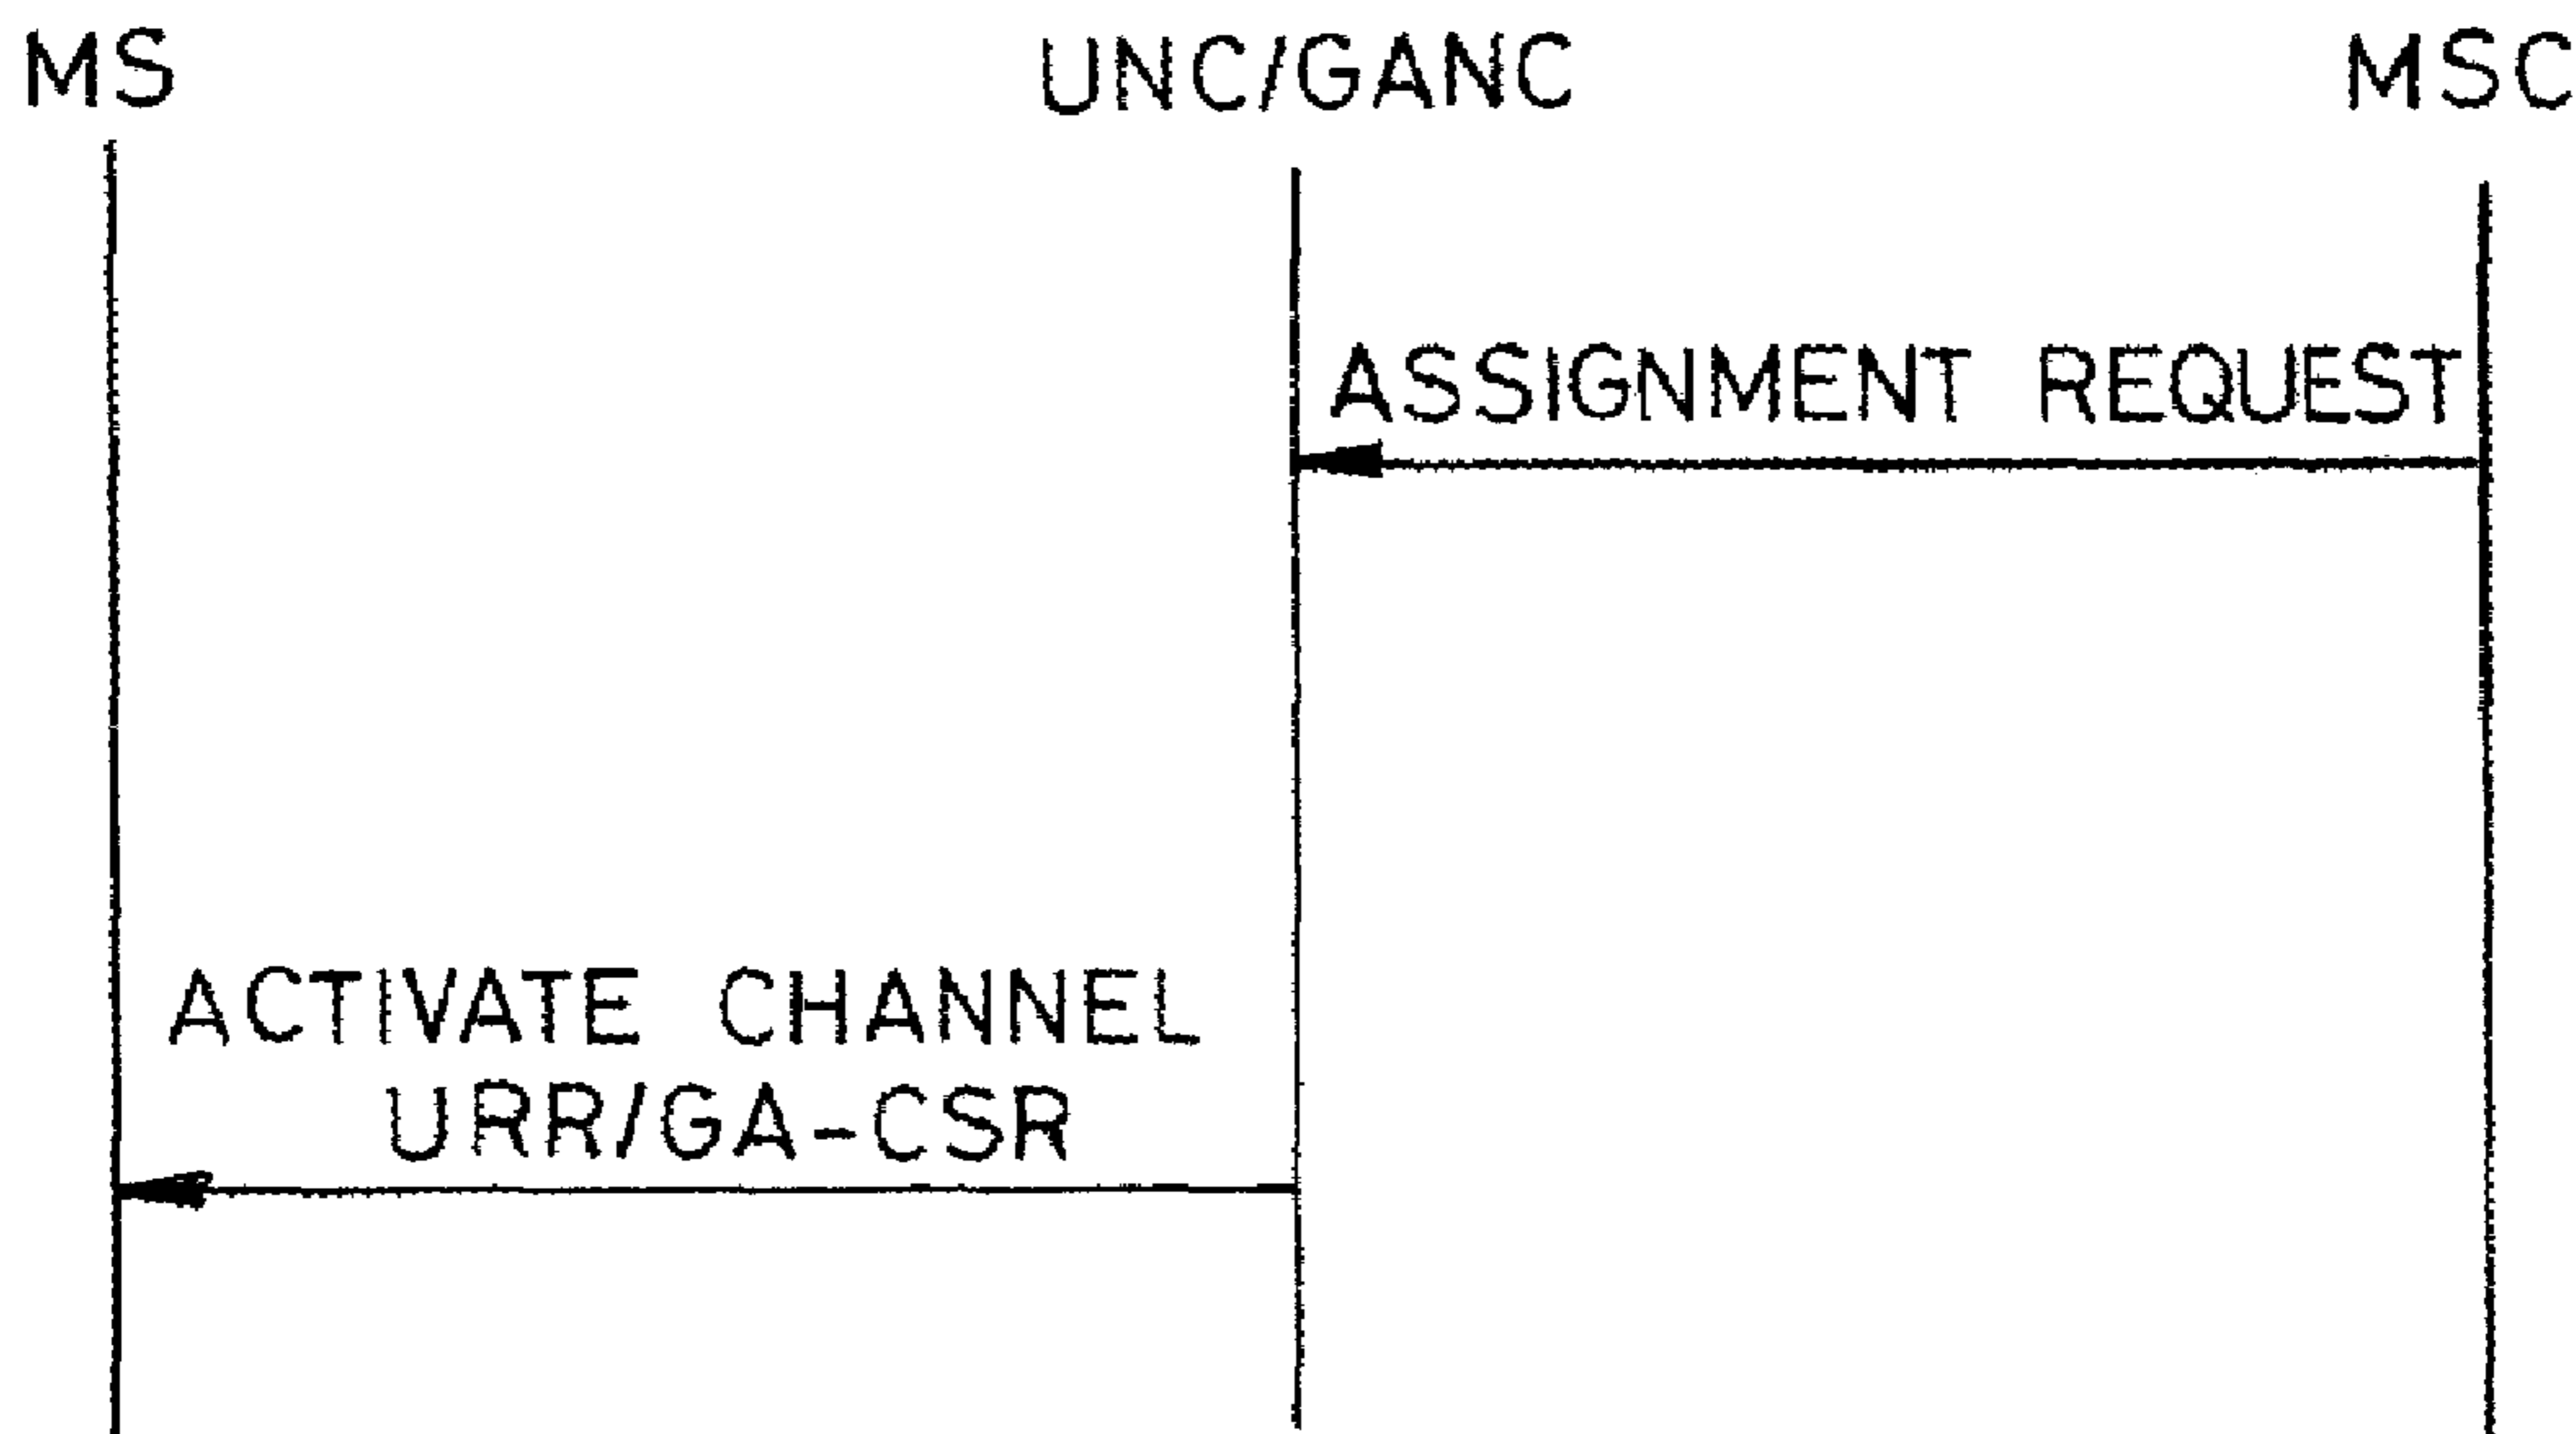 MS UNC/GANC MSC
ASSIGNMENT REQUEST
ACTIVATE CHANNEL
URR/GA-CSR